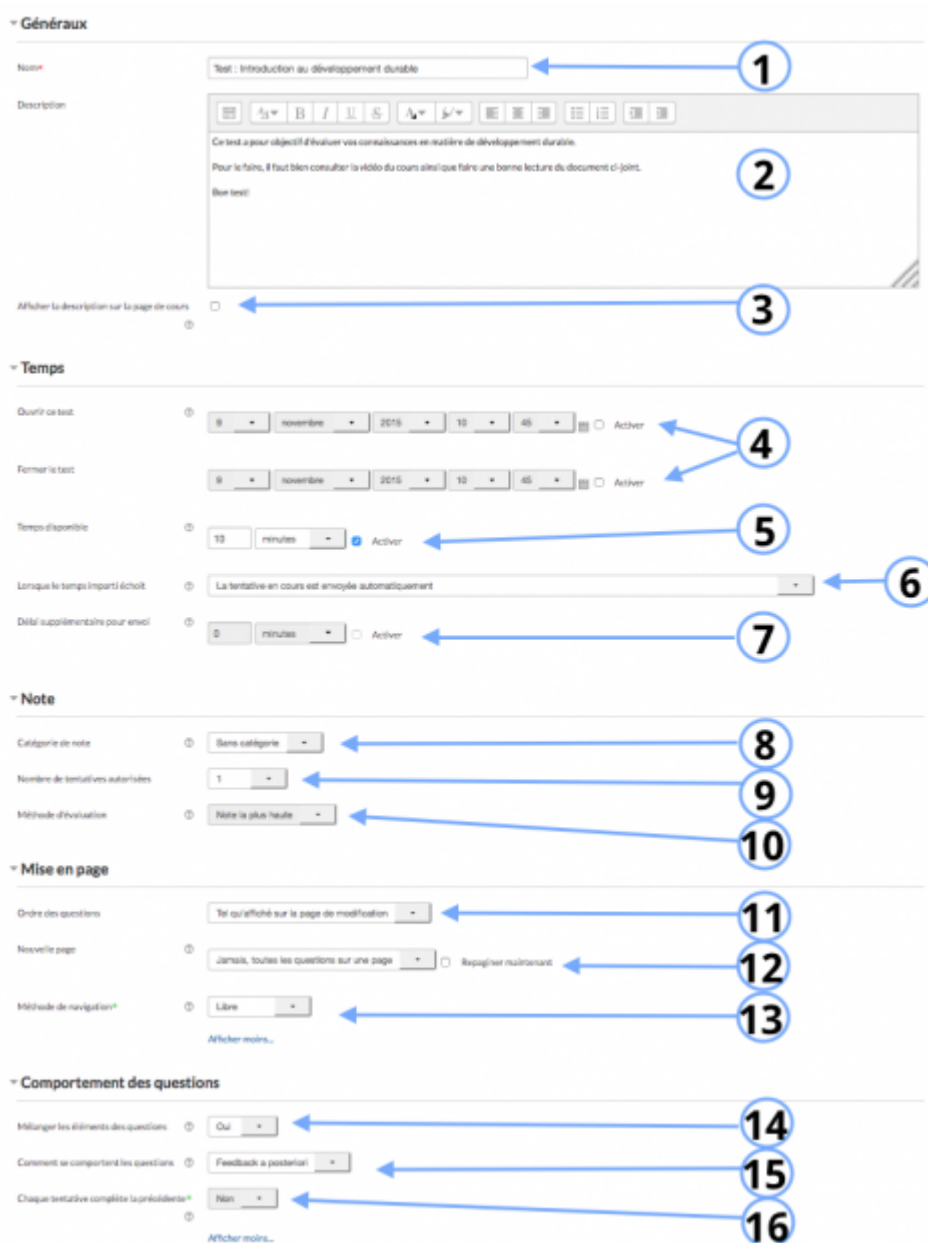 Généraux
Nom*
Test : Introduction au développement durable
1
Description
B I U S
Ce test a pour objectif d'évaluer vos connaissances en matière de développement durable.
Pour le faire, il faut bien consulter la vidéo du cours ainsi que faire une bonne lecture du document ci-joint.
2
Bon test!
Afficher la description sur la page de cours
3
Temps
Ouvrir ce test
9 novembre 2015 10 45 Activer
4
Fermer le test
9 novembre 2015 10 45 Activer
Temps disponible
10 minutes Activer
5
Lorsque le temps imparti échoit
La tentative en cours est envoyée automatiquement
6
Délai supplémentaire pour envoi
0 minutes Activer
7
Note
Catégorie de note
Sans catégorie
8
Nombre de tentatives autorisées
1
9
Méthode d'évaluation
Note la plus haute
10
Mise en page
Ordre des questions
Tel qu'affiché sur la page de modification
11
Nouvelle page
Jamais, toutes les questions sur une page
Repaginer maintenant
12
Méthode de navigation*
Libre
13
Afficher moins...
Comportement des questions
Mélanger les éléments des questions
Oui
14
Comment se comportent les questions
Feedback a posteriori
15
Chaque tentative complète la précédente*
Non
16
Afficher moins...